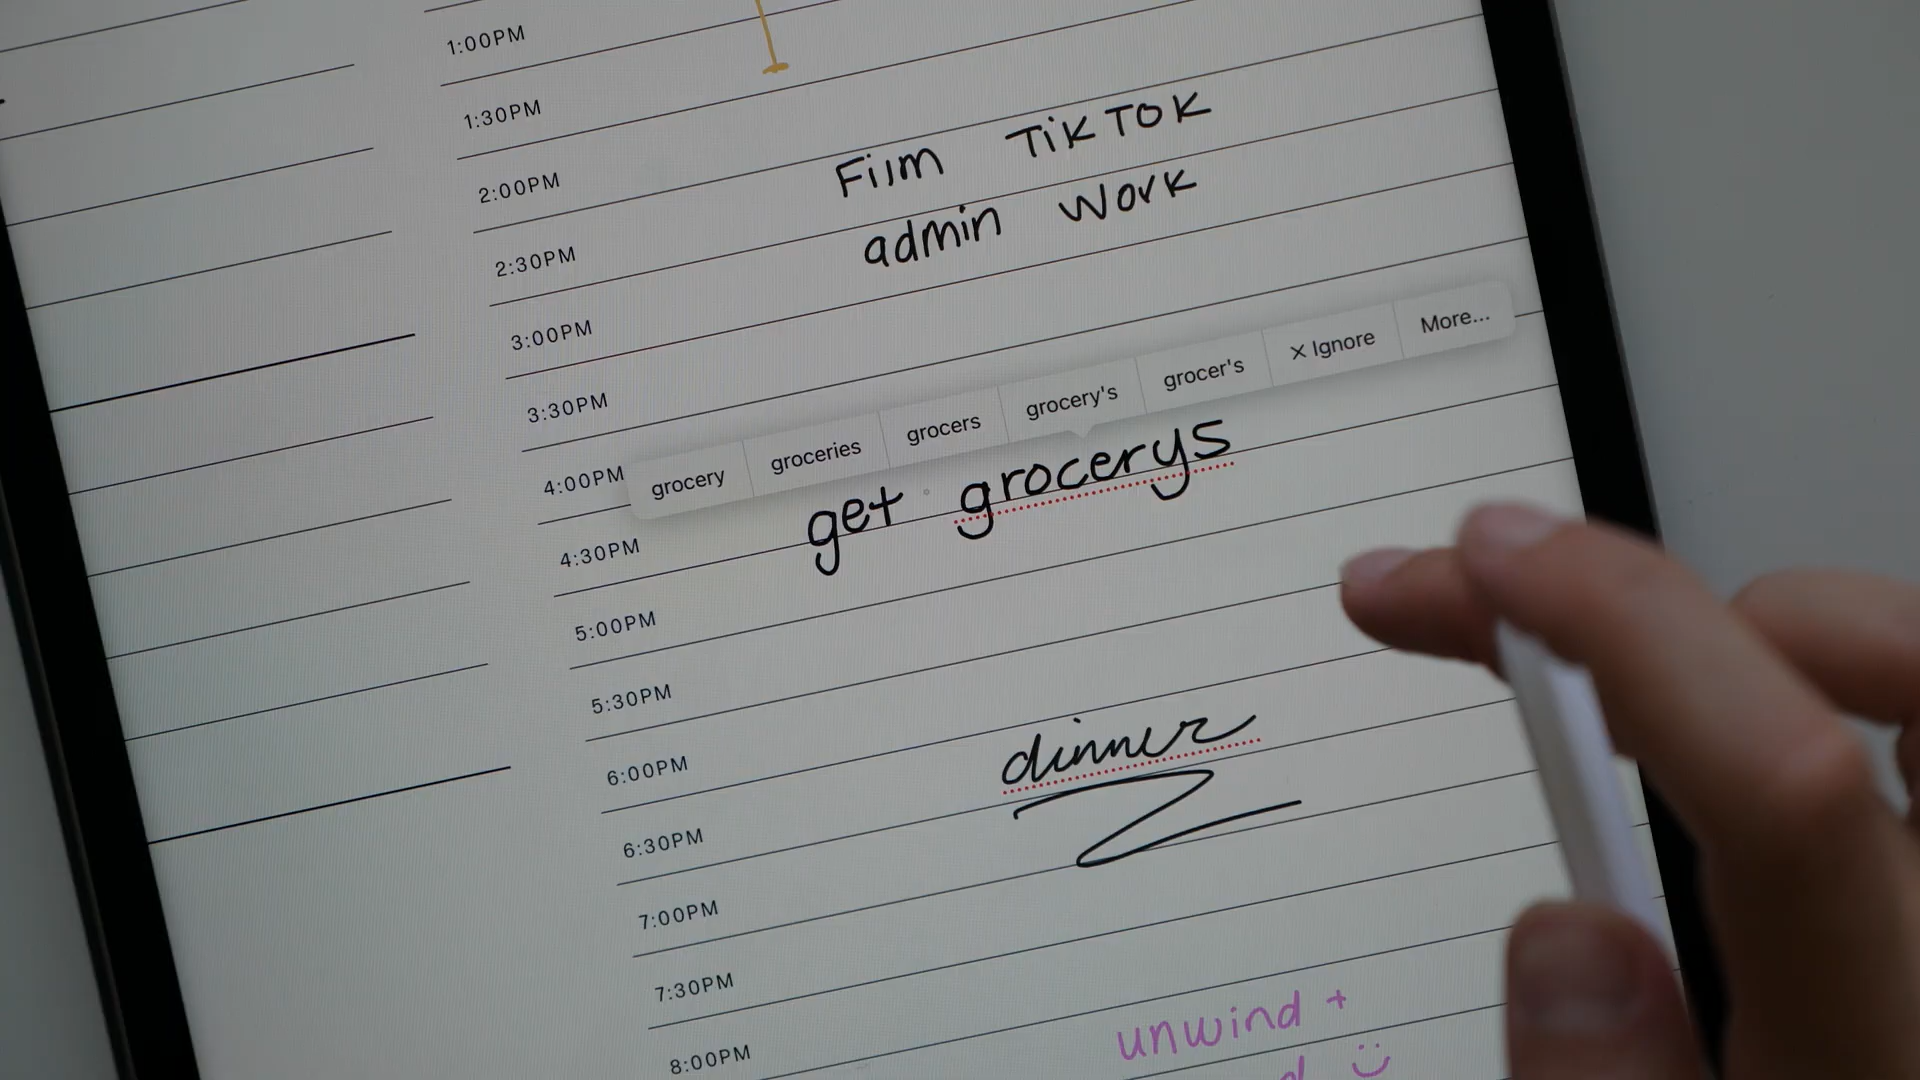 1:00PM
1:30PM
Film TikTok
2:00PM
admin work
2:30PM
3:00PM
3:30PM
grocery groceries grocers grocery's grocer's × Ignore More...
4:00PM
get grocerys
4:30PM
5:00PM
5:30PM
6:00PM
dinner
6:30PM
7:00PM
7:30PM
unwind +
8:00PM